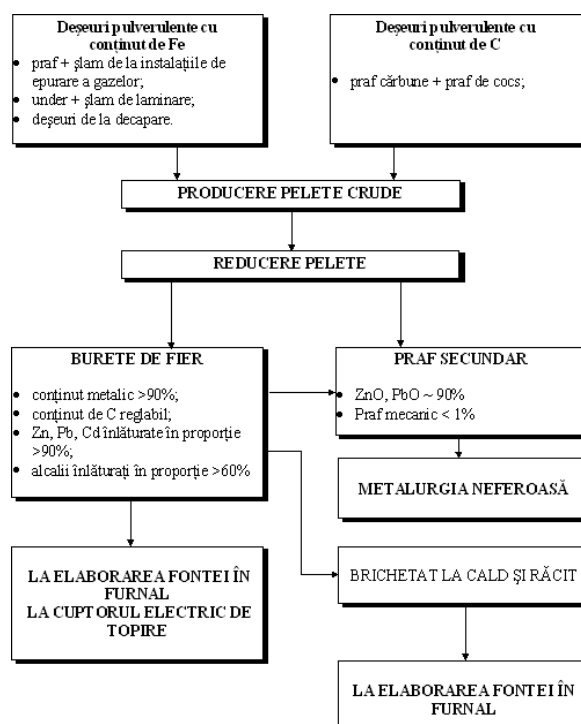 Deşeuri pulverulente cu
conţinut de Fe
• praf + şlam de la instalaţiile de
epurare a gazelor;
• under + şlam de laminare;
• deşeuri de la decapare.
Deşeuri pulverulente cu
conţinut de C
• praf cărbune + praf de cocs;
PRODUCERE PELETE CRUDE
REDUCERE PELETE
BURETE DE FIER
• conţinut metalic >90%;
• conţinut de C reglabil;
• Zn, Pb, Cd înlăturate în proporţie
>90%;
• alcalii înlăturaţi în proporţie >60%
PRAF SECUNDAR
• ZnO, PbO ~ 90%
• Praf mecanic < 1%
METALURGIA NEFEROASĂ
LA ELABORAREA FONTEI ÎN
FURNAL
LA CUPTORUL ELECTRIC DE
TOPIRE
BRICHETAT LA CALD ŞI RĂCIT
LA ELABORAREA FONTEI ÎN
FURNAL